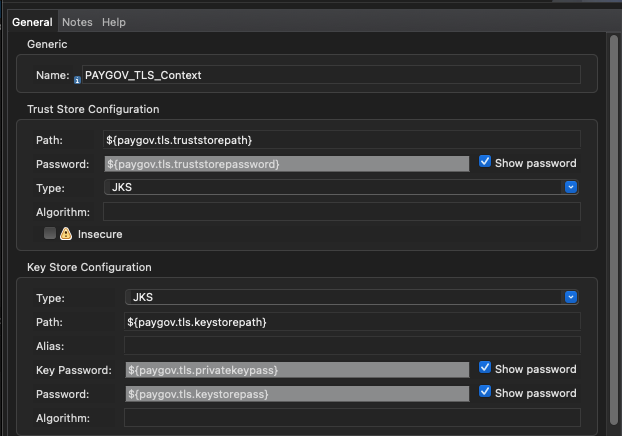 General Notes Help
Generic
Name: PAYGOV_TLS_Context
Trust Store Configuration
Path: ${paygov.tls.truststorepath}
Password: ${paygov.tls.truststorepassword} Show password
Type: JKS
Algorithm:
Insecure
Key Store Configuration
Type: JKS
Path: ${paygov.tls.keystorepath}
Alias:
Key Password: ${paygov.tls.privatekeypass} Show password
Password: ${paygov.tls.keystorepass} Show password
Algorithm: